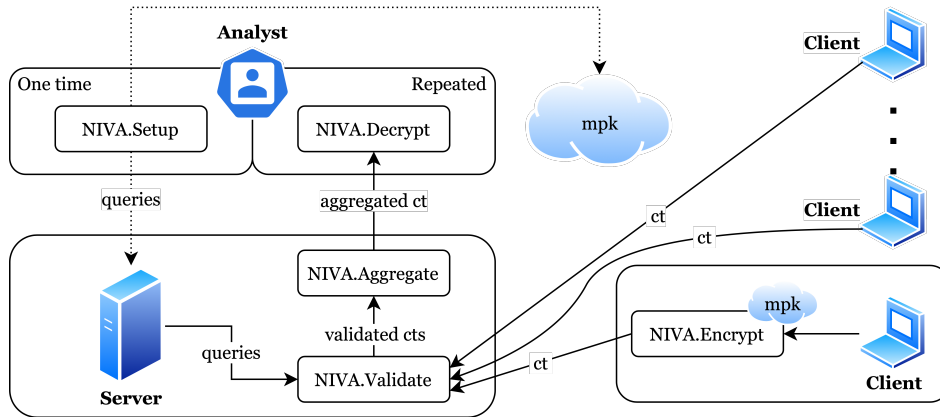 Analyst
One time
Repeated
NIVA.Setup
NIVA.Decrypt
mpk
Client
queries
aggregated ct
ct
Client
ct
NIVA.Aggregate
mpk
NIVA.Encrypt
validated cts
queries
ct
NIVA.Validate
Client
Server